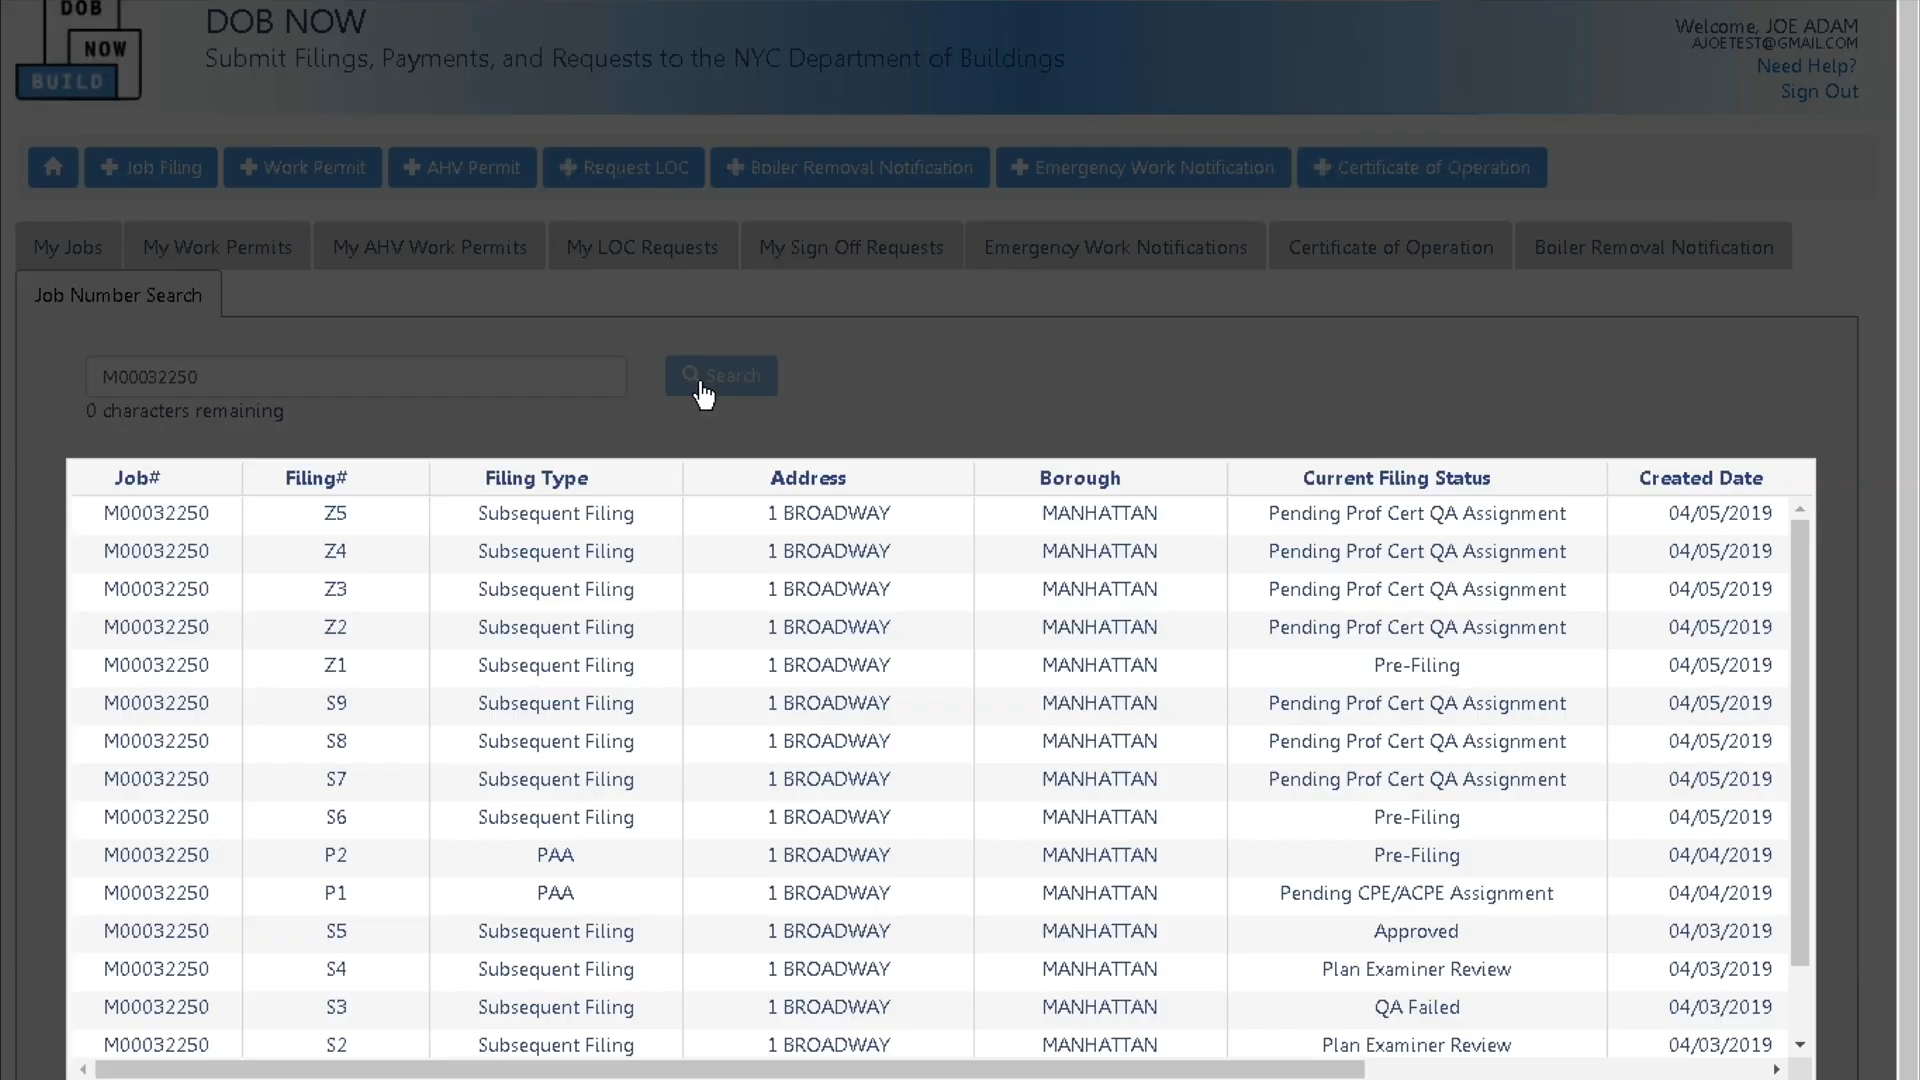 DOB
NOW
BUILD
DOB NOW
Submit Filings, Payments, and Requests to the NYC Department of Buildings
Welcome, JOE ADAM
AJOETEST@GMAIL.COM
Need Help?
Sign Out
Job Filing
Work Permit
AHV Permit
Request LOC
Boiler Removal Notification
Emergency Work Notification
Certificate of Operation
My Jobs
My Work Permits
My AHV Work Permits
My LOC Requests
My Sign Off Requests
Emergency Work Notifications
Certificate of Operation
Boiler Removal Notification
Job Number Search
M00032250
Search
0 characters remaining
Job# Filing# Filing Type Address Borough Current Filing Status Created Date
M00032250 Z5 Subsequent Filing 1 BROADWAY MANHATTAN Pending Prof Cert QA Assignment 04/05/2019
M00032250 Z4 Subsequent Filing 1 BROADWAY MANHATTAN Pending Prof Cert QA Assignment 04/05/2019
M00032250 Z3 Subsequent Filing 1 BROADWAY MANHATTAN Pending Prof Cert QA Assignment 04/05/2019
M00032250 Z2 Subsequent Filing 1 BROADWAY MANHATTAN Pending Prof Cert QA Assignment 04/05/2019
M00032250 Z1 Subsequent Filing 1 BROADWAY MANHATTAN Pre-Filing 04/05/2019
M00032250 S9 Subsequent Filing 1 BROADWAY MANHATTAN Pending Prof Cert QA Assignment 04/05/2019
M00032250 S8 Subsequent Filing 1 BROADWAY MANHATTAN Pending Prof Cert QA Assignment 04/05/2019
M00032250 S7 Subsequent Filing 1 BROADWAY MANHATTAN Pending Prof Cert QA Assignment 04/05/2019
M00032250 S6 Subsequent Filing 1 BROADWAY MANHATTAN Pre-Filing 04/05/2019
M00032250 P2 PAA 1 BROADWAY MANHATTAN Pre-Filing 04/04/2019
M00032250 P1 PAA 1 BROADWAY MANHATTAN Pending CPE/ACPE Assignment 04/04/2019
M00032250 S5 Subsequent Filing 1 BROADWAY MANHATTAN Approved 04/03/2019
M00032250 S4 Subsequent Filing 1 BROADWAY MANHATTAN Plan Examiner Review 04/03/2019
M00032250 S3 Subsequent Filing 1 BROADWAY MANHATTAN QA Failed 04/03/2019
M00032250 S2 Subsequent Filing 1 BROADWAY MANHATTAN Plan Examiner Review 04/03/2019